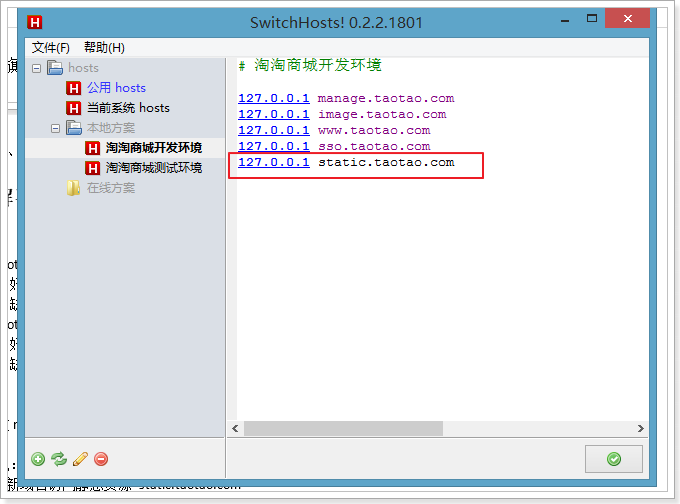 SwitchHosts! 0.2.2.1801
文件(F) 帮助(H)
hosts
公用 hosts
当前系统 hosts
本地方案
淘淘商城开发环境
淘淘商城测试环境
在线方案
# 淘淘商城开发环境
127.0.0.1 manage.taotao.com
127.0.0.1 image.taotao.com
127.0.0.1 www.taotao.com
127.0.0.1 sso.taotao.com
127.0.0.1 static.taotao.com